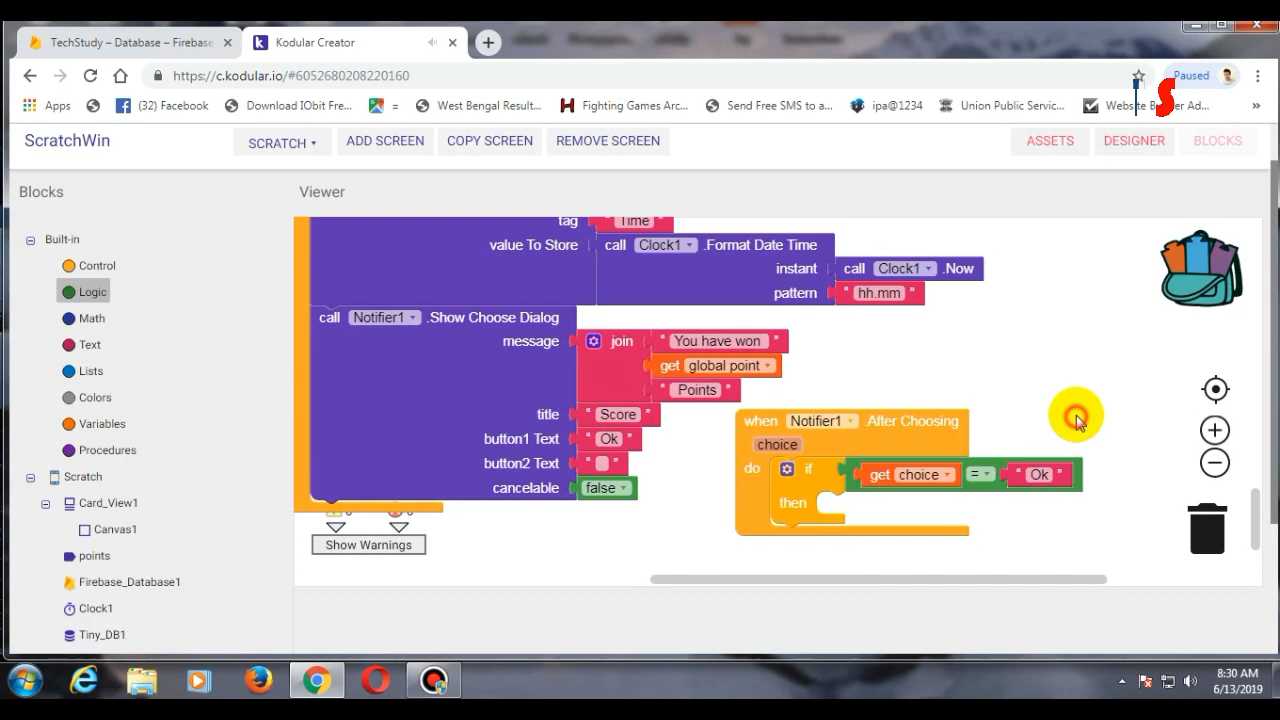 TechStudy – Database – Firebase
Kodular Creator
https://c.kodular.io/#6052680208220160
Paused
Apps
(32) Facebook
Download IObit Fre...
=
West Bengal Result...
Fighting Games Arc...
Send Free SMS to a...
ipa@1234
Union Public Servic...
Website Builder Ad...
S
ScratchWin
SCRATCH
ADD SCREEN
COPY SCREEN
REMOVE SCREEN
ASSETS
DESIGNER
BLOCKS
Blocks
Viewer
Built-in
Control
Logic
Math
Text
Lists
Colors
Variables
Procedures
Scratch
Card_View1
Canvas1
points
Firebase_Database1
Clock1
Tiny_DB1
tag " Time "
value To Store call Clock1 .Format Date Time
instant call Clock1 .Now
pattern " hh.mm "
call Notifier1 .Show Choose Dialog
message join " You have won "
get global point
" Points "
title " Score "
button1 Text " Ok "
button2 Text " "
cancelable false
when Notifier1 .After Choosing
choice
do if get choice = " Ok "
then
Show Warnings
8:30 AM
6/13/2019